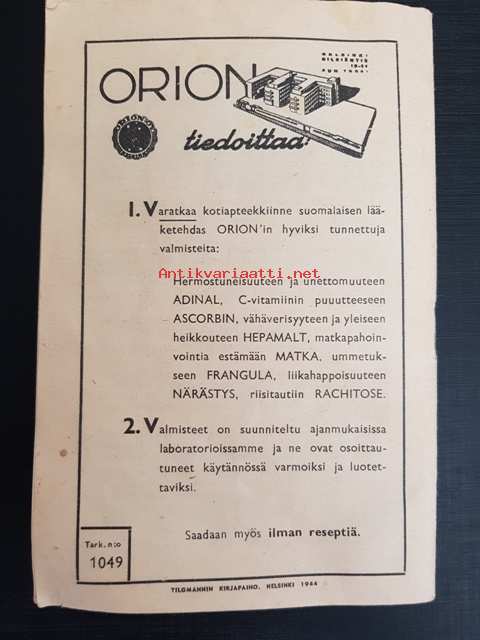 ORION
HELSINKI
tiedoittaa:
1. Varatkaa kotiapteekkiinne suomalaisen lää-
ketehdas ORION'in hyviksi tunnettuja
valmisteita:
Antikvariaatti.net
Hermostuneisuuteen ja unettomuuteen
ADINAL, C-vitamiinin puuutteeseen
ASCORBIN, vähäverisyyteen ja yleiseen
heikkouteen HEPAMALT, matkapahoin-
vointia estämään MATKA, ummetuk-
seen FRANGULA, liikahappoisuuteen
NÄRÄSTYS, riisitautiin RACHITOSE.
2. Valmisteet on suunniteltu ajanmukaisissa
laboratorioissamme ja ne ovat osoittau-
tuneet käytännössä varmoiksi ja luotet-
taviksi.
Saadaan myös ilman reseptiä.
Tark. n:o
1049
TILGMANNIN KIRJAPAINO, HELSINKI 1944